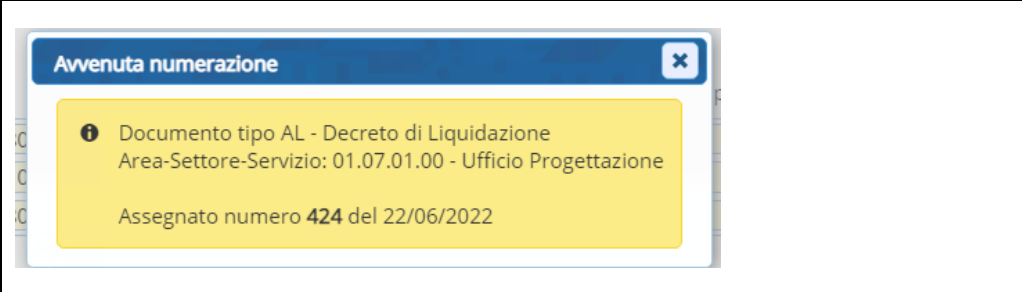 Avvenuta numerazione
Documento tipo AL - Decreto di Liquidazione
Area-Settore-Servizio: 01.07.01.00 - Ufficio Progettazione
Assegnato numero 424 del 22/06/2022